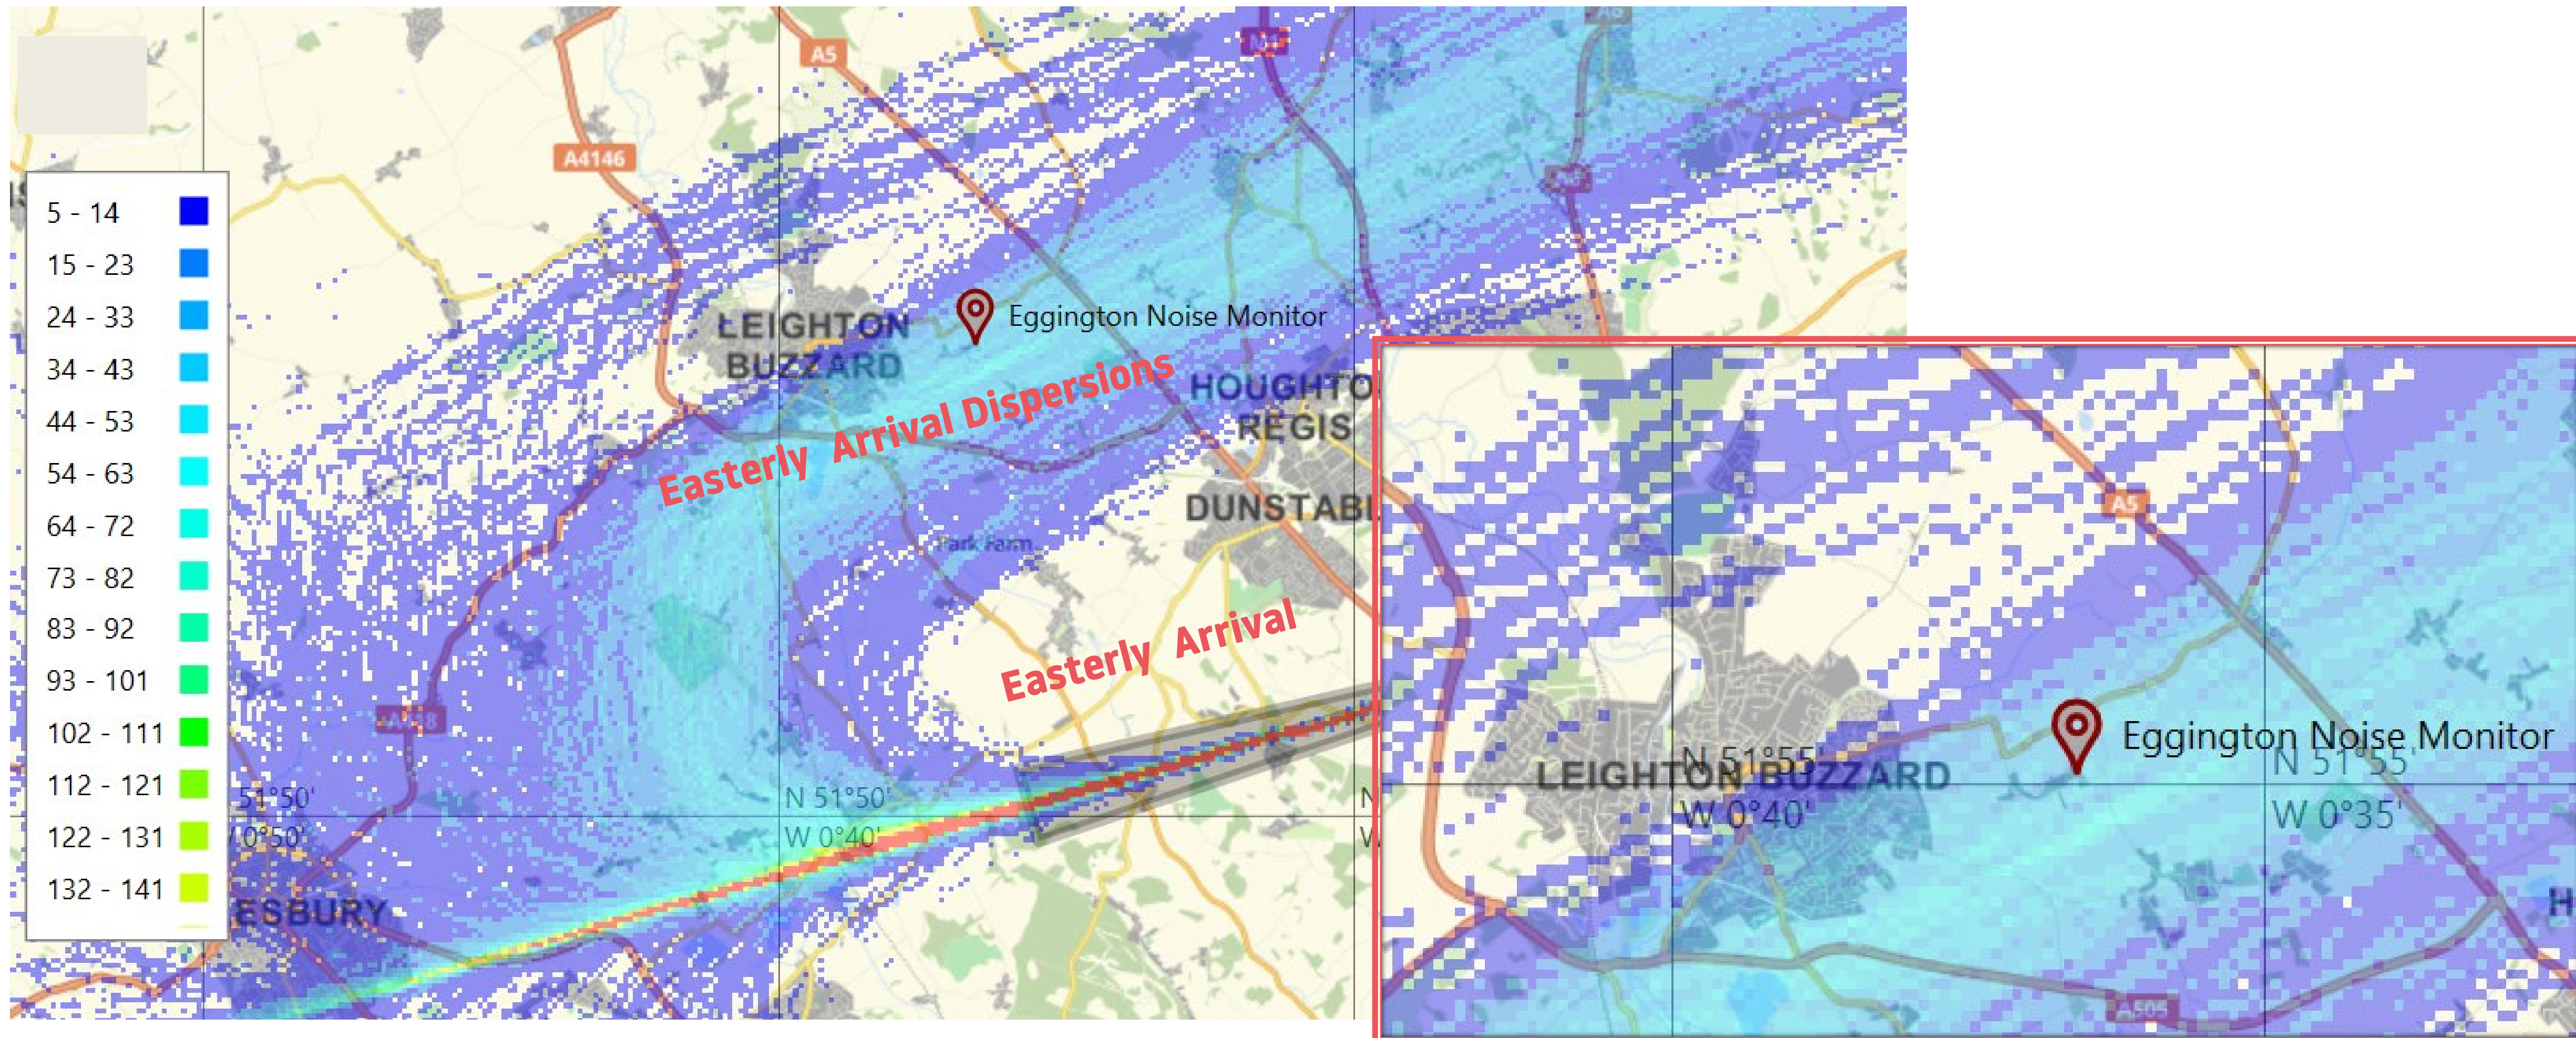 A5
A4146
5 - 14
15 - 23
24 - 33
34 - 43
44 - 53
54 - 63
64 - 72
73 - 82
83 - 92
93 - 101
102 - 111
112 - 121
122 - 131
132 - 141
LEIGHTON
BUZZARD
Eggington Noise Monitor
Easterly Arrival Dispersions
HOUGHTO
REGIS
DUNSTABL
Park Farm
Easterly Arrival
51°50'
0°50'
N 51°50'
W 0°40'
N
W
ESBURY
A5
Eggington Noise Monitor
N 51°55'
N 51°55'
LEIGHTON BUZZARD
W 0°40'
W 0°35'
H
A505